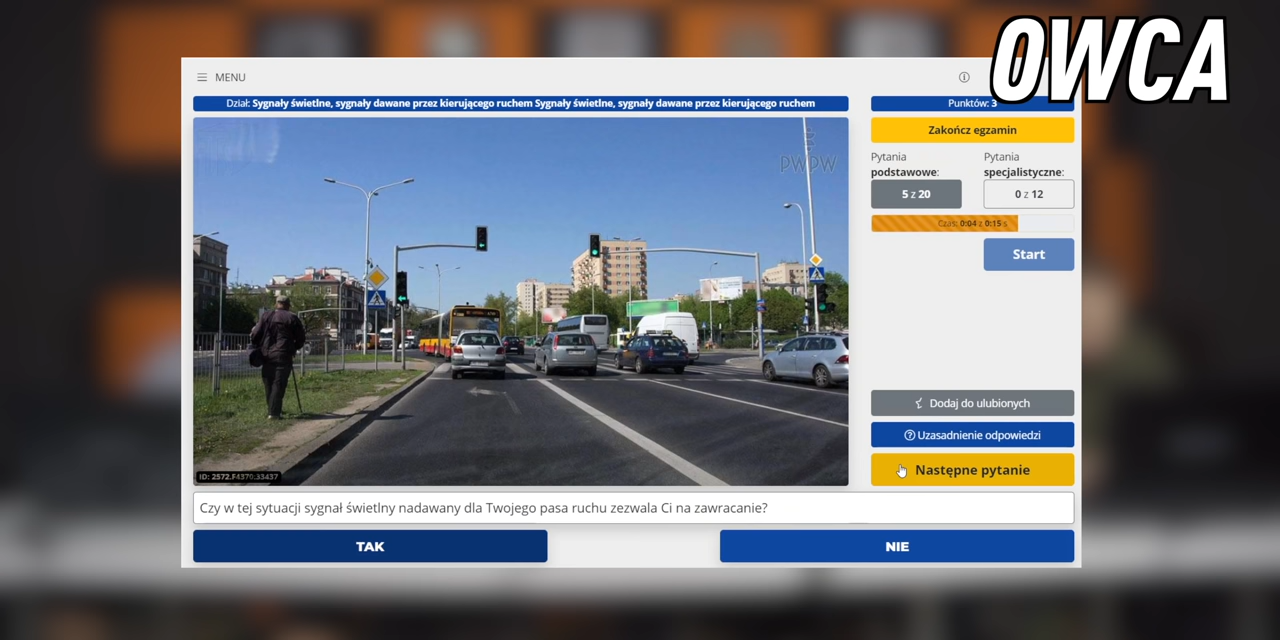 OWCA
MENU
Dział: Sygnały świetlne, sygnały dawane przez kierującego ruchem Sygnały świetlne, sygnały dawane przez kierującego ruchem
Punktów: 3
PWPW
Zakończ egzamin
Pytania podstawowe:
5 z 20
Pytania specjalistyczne:
0 z 12
Czas: 0:04 z 0:15 s
Start
Dodaj do ulubionych
Uzasadnienie odpowiedzi
Następne pytanie
ID: 2572.F4370.33437
Czy w tej sytuacji sygnał świetlny nadawany dla Twojego pasa ruchu zezwala Ci na zawracanie?
TAK
NIE